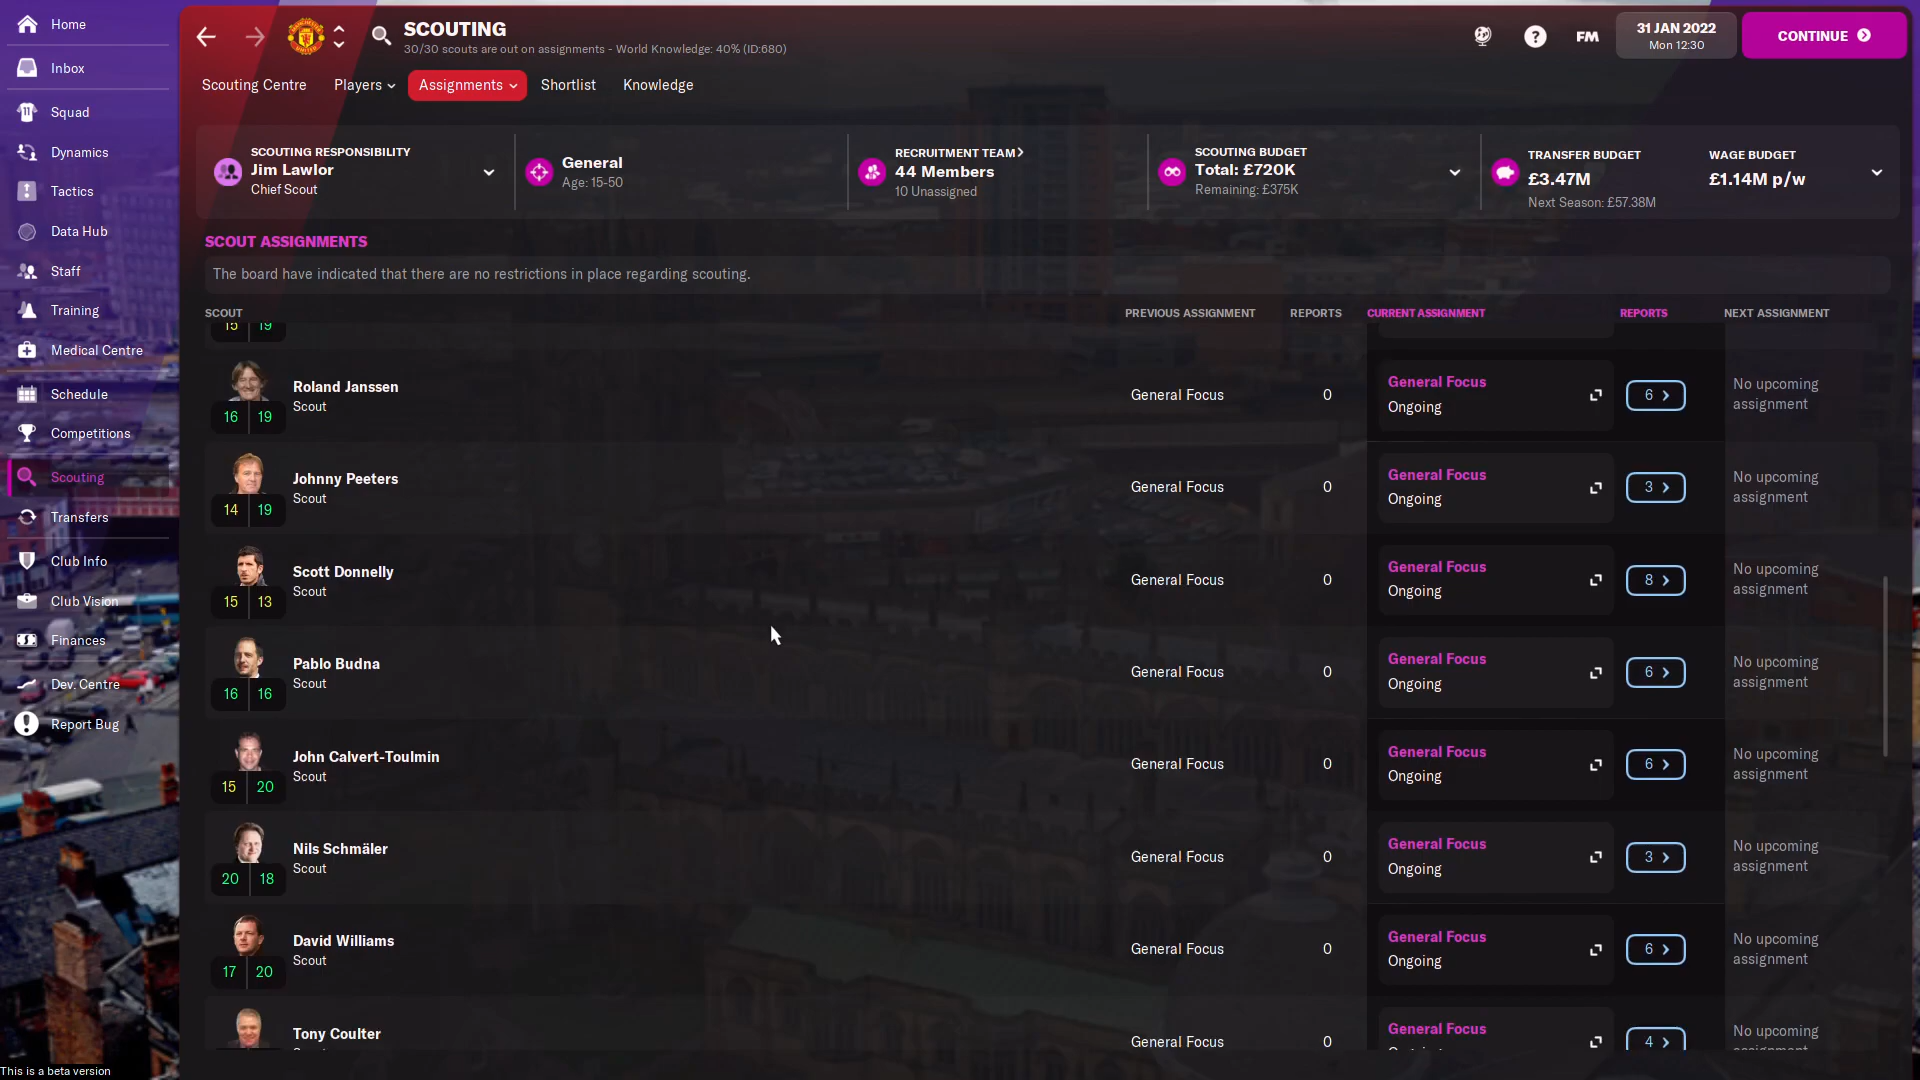 Home
Inbox
Squad
Dynamics
Tactics
Data Hub
Staff
Training
Medical Centre
Schedule
Competitions
Scouting
Transfers
Club Info
Club Vision
Finances
Dev. Centre
Report Bug
This is a beta version
SCOUTING
30/30 scouts are out on assignments - World Knowledge: 40% (ID:680)
FM
31 JAN 2022
Mon 12:30
CONTINUE
Scouting Centre Players Assignments Shortlist Knowledge
SCOUTING RESPONSIBILITY
Jim Lawlor
Chief Scout
General
Age: 15-50
RECRUITMENT TEAM
44 Members
10 Unassigned
SCOUTING BUDGET
Total: £720K
Remaining: £375K
TRANSFER BUDGET
£3.47M
Next Season: £57.38M
WAGE BUDGET
£1.14M p/w
SCOUT ASSIGNMENTS
The board have indicated that there are no restrictions in place regarding scouting.
SCOUT PREVIOUS ASSIGNMENT REPORTS CURRENT ASSIGNMENT REPORTS NEXT ASSIGNMENT
15 19
Roland Janssen
Scout
16 19
General Focus 0
General Focus
Ongoing
6
No upcoming
assignment
Johnny Peeters
Scout
14 19
General Focus 0
General Focus
Ongoing
3
No upcoming
assignment
Scott Donnelly
Scout
15 13
General Focus 0
General Focus
Ongoing
8
No upcoming
assignment
Pablo Budna
Scout
16 16
General Focus 0
General Focus
Ongoing
6
No upcoming
assignment
John Calvert-Toulmin
Scout
15 20
General Focus 0
General Focus
Ongoing
6
No upcoming
assignment
Nils Schmäler
Scout
20 18
General Focus 0
General Focus
Ongoing
3
No upcoming
assignment
David Williams
Scout
17 20
General Focus 0
General Focus
Ongoing
6
No upcoming
assignment
Tony Coulter
General Focus 0
General Focus
4
No upcoming
assignment